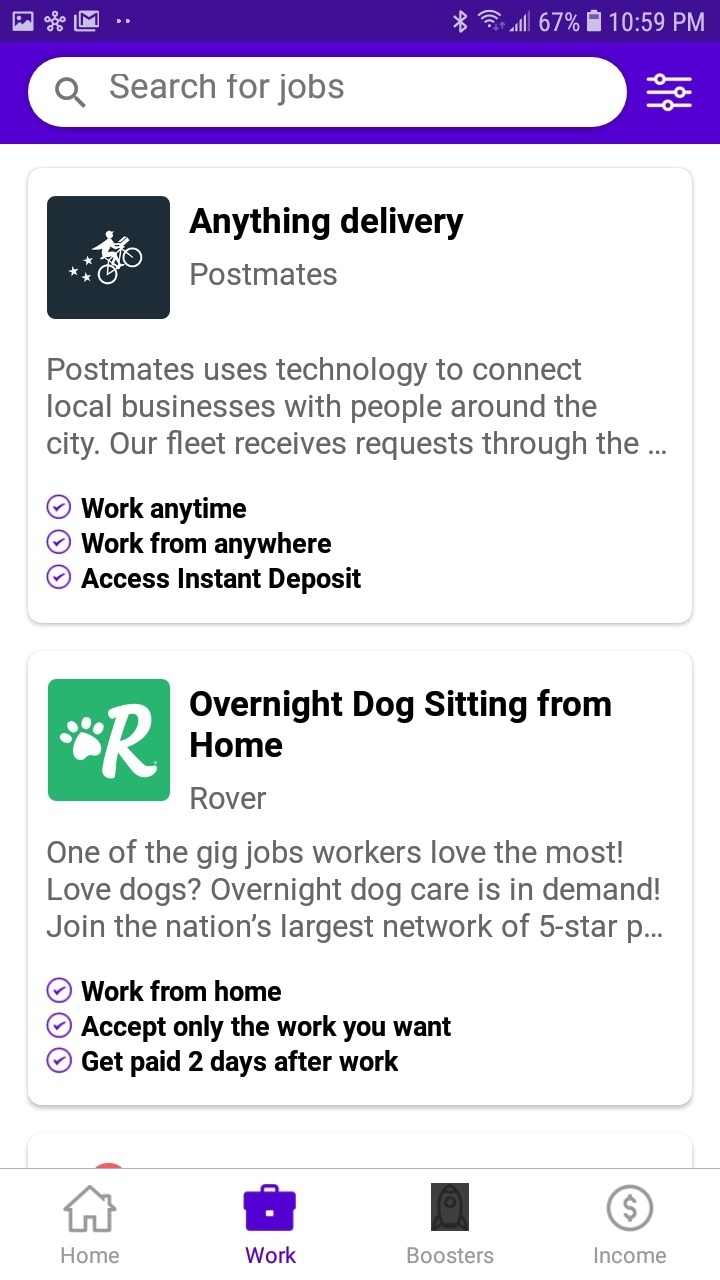 67% 10:59 PM
Search for jobs
Anything delivery
Postmates
Postmates uses technology to connect
local businesses with people around the
city. Our fleet receives requests through the ...
Work anytime
Work from anywhere
Access Instant Deposit
R
Overnight Dog Sitting from
Home
Rover
One of the gig jobs workers love the most!
Love dogs? Overnight dog care is in demand!
Join the nation’s largest network of 5-star p...
Work from home
Accept only the work you want
Get paid 2 days after work
Home
Work
Boosters
Income